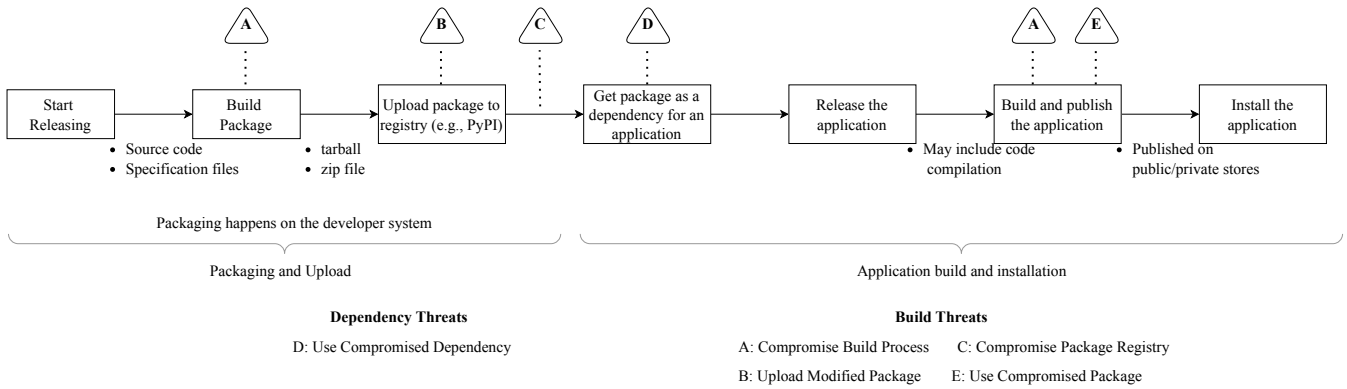 A
B
C
D
A
E
Start
Releasing
Build
Package
Upload package to
registry (e.g., PyPI)
Get package as a
dependency for an
application
Release the
application
Build and publish
the application
Install the
application
• Source code
• Specification files
• tarball
• zip file
• May include code
compilation
• Published on
public/private stores
Packaging happens on the developer system
Packaging and Upload
Application build and installation
Dependency Threats
D: Use Compromised Dependency
Build Threats
A: Compromise Build Process
C: Compromise Package Registry
B: Upload Modified Package
E: Use Compromised Package